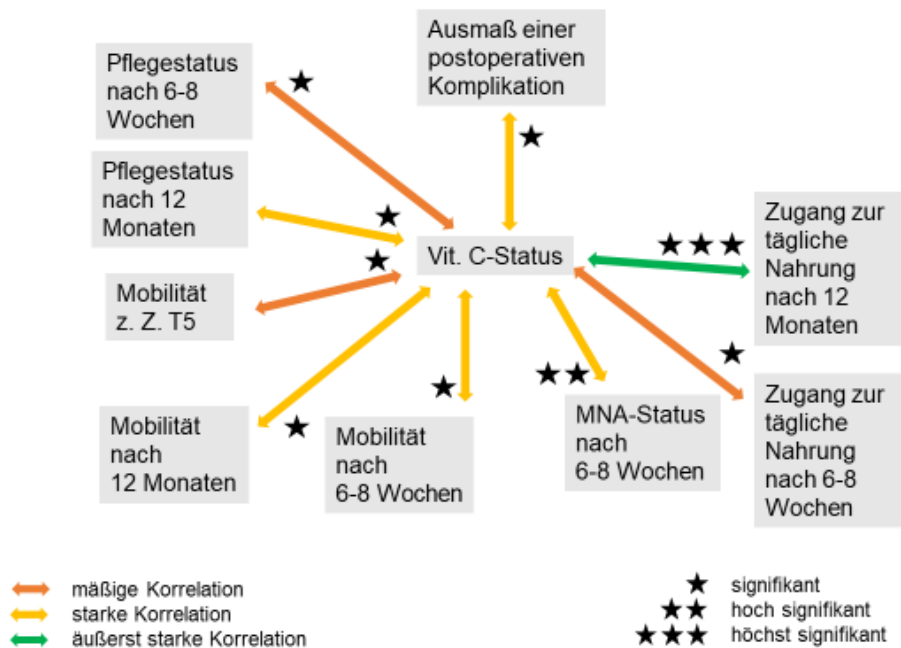 Ausmaß einer
postoperativen
Komplikation
Pflegestatus
nach 6-8
Wochen
Pflegestatus
nach 12
Monaten
Vit. C-Status
Zugang zur
tägliche
Nahrung
nach 12
Monaten
Mobilität
z. Z. T5
Mobilität
nach
12 Monaten
Mobilität
nach
6-8 Wochen
MNA-Status
nach
6-8 Wochen
Zugang zur
tägliche
Nahrung
nach 6-8
Wochen
mäßige Korrelation
starke Korrelation
äußerst starke Korrelation
signifikant
hoch signifikant
höchst signifikant